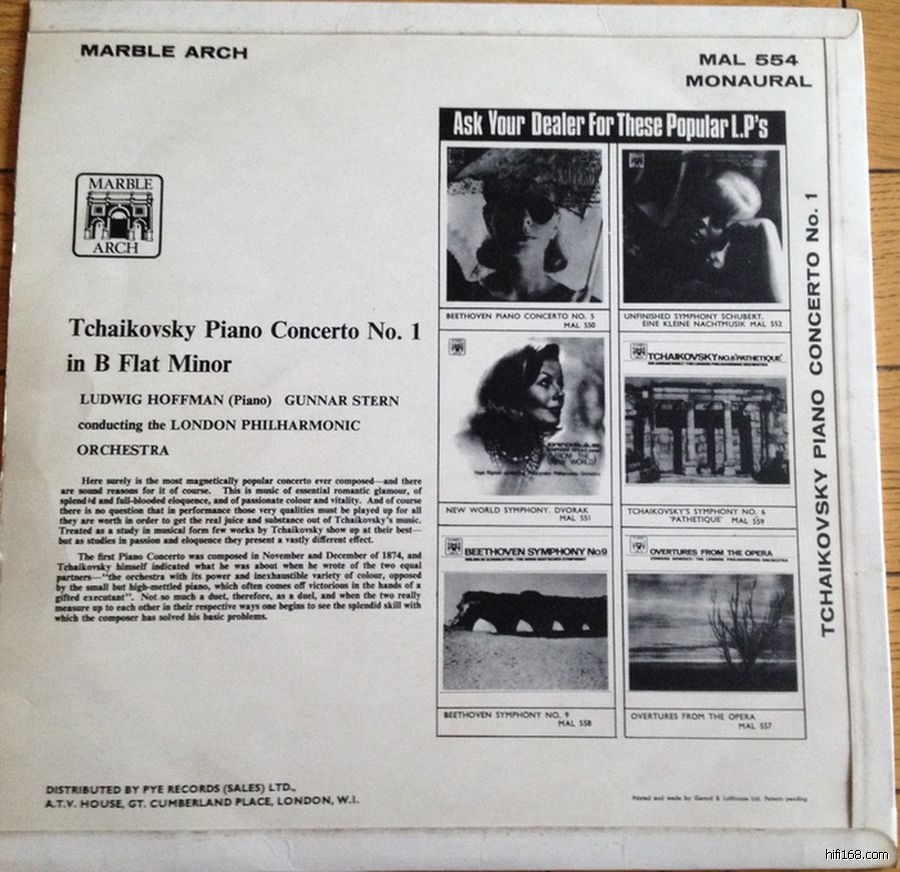 MARBLE ARCH
MAL 554
MONAURAL
MARBLE
ARCH
Tchaikovsky Piano Concerto No. 1
in B Flat Minor
LUDWIG HOFFMAN (Piano) GUNNAR STERN
conducting the LONDON PHILHARMONIC
ORCHESTRA
Here surely is the most magnetically popular concerto ever composed—and there
are sound reasons for it of course. This is music of essential romantic glamour, of
splendid and full-blooded eloquence, and of passionate colour and vitality. And of course
there is no question that in performance those very qualities must be played up for all
they are worth in order to get the real juice and substance out of Tchaikovsky's music.
Treated as a study in musical form few works by Tchaikovsky show up at their best—
but as studies in passion and eloquence they present a vastly different effect.
The first Piano Concerto was composed in November and December of 1874, and
Tchaikovsky himself indicated what he was about when he wrote of the two equal
partners—"the orchestra with its power and inexhaustible variety of colour, opposed
by the small but high-mettled piano, which often comes off victorious in the hands of a
gifted executant". Not so much a duet, therefore, as a duel, and when the two really
measure up to each other in their respective ways one begins to see the splendid skill with
which the composer has solved his basic problems.
Ask Your Dealer For These Popular L.P's
BEETHOVEN PIANO CONCERTO NO. 5
MAL 550
UNFINISHED SYMPHONY SCHUBERT.
EINE KLEINE NACHTMUSIK MAL 552
DVORAK
FROM THE
NEW WORLD
NEW WORLD SYMPHONY. DVORAK
MAL 551
TCHAIKOVSKY NO.6 'PATHETIQUE'
TCHAIKOVSKY'S SYMPHONY NO. 6
'PATHETIQUE' MAL 559
BEETHOVEN SYMPHONY No.9
BEETHOVEN SYMPHONY NO. 9
MAL 558
OVERTURES FROM THE OPERA
OVERTURES FROM THE OPERA
MAL 557
TCHAIKOVSKY PIANO CONCERTO No. 1
DISTRIBUTED BY PYE RECORDS (SALES) LTD.,
A.T.V. HOUSE, GT. CUMBERLAND PLACE, LONDON, W.I.
Printed and made by Garrod & Lofthouse Ltd. Patents pending
hifi168.com